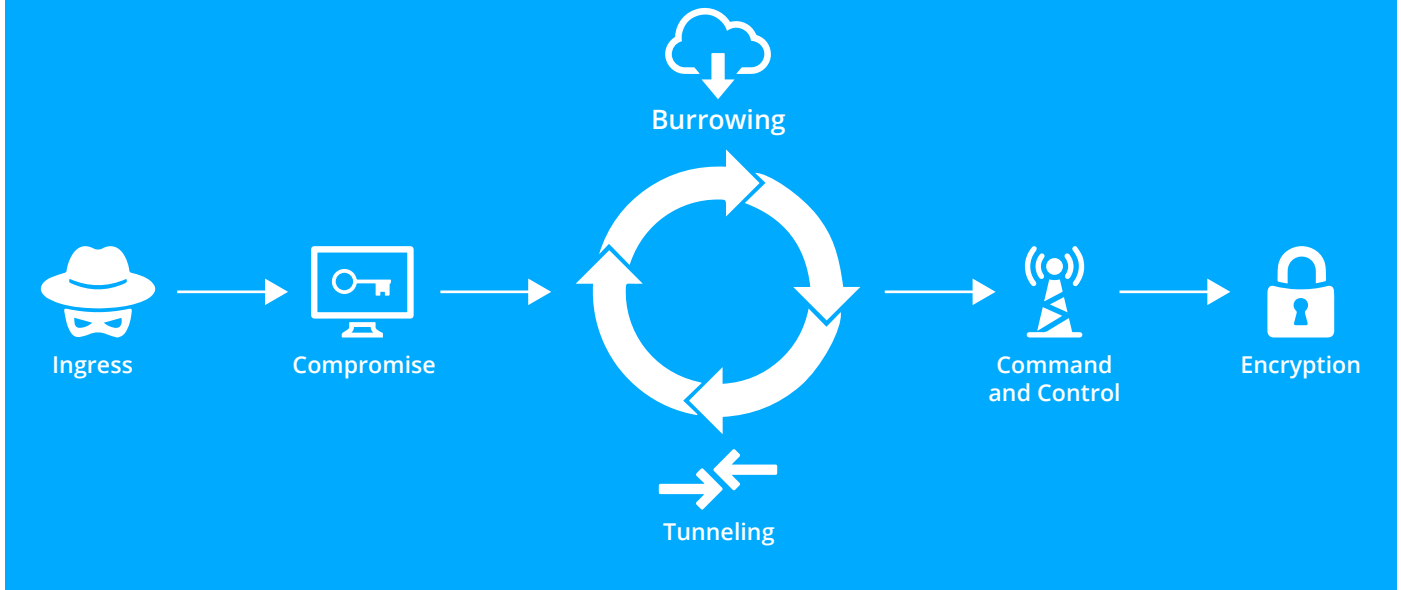 Burrowing
Ingress
Compromise
Command
and Control
Encryption
Tunneling